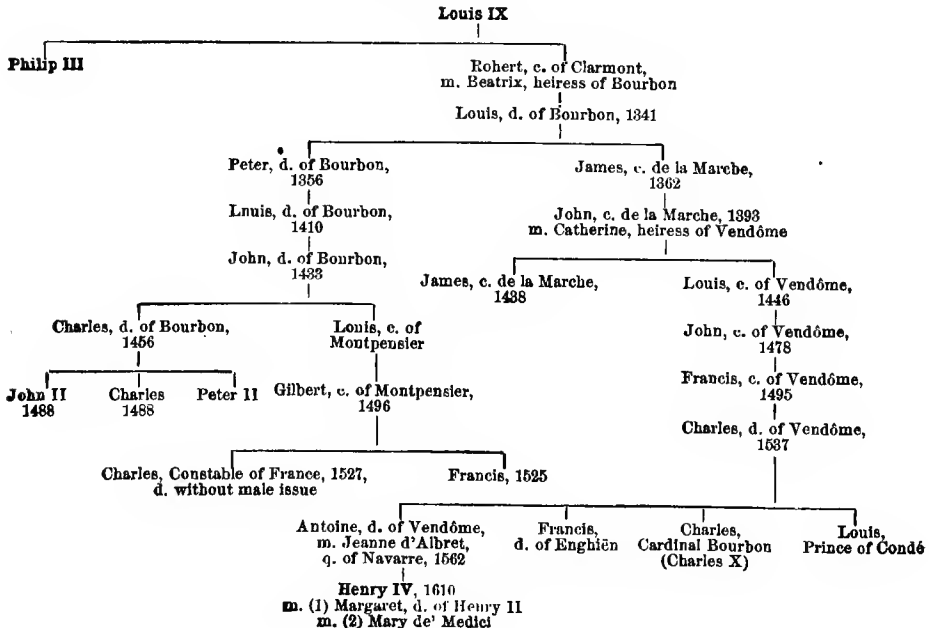 Louis IX
Philip III
Rohert, c. of Clarmont,
m. Beatrix, heiress of Bourbon
Louis, d. of Bourbon, 1341
Peter, d. of Bourbon,
1356
James, c. de la Marche,
1362
Lnuis, d. of Bourbon,
1410
John, c. de la Marche, 1393
m. Catherine, heiress of Vendôme
John, d. of Bourbon,
1433
James, c. de la Marche,
1438
Louis, c. of Vendôme,
1446
Charles, d. of Bourbon,
1456
Louis, c. of
Montpensier
John, c. of Vendôme,
1478
John II
1488
Charles
1488
Peter II
Gilbert, c. of Montpensier,
1496
Francis, c. of Vendôme,
1495
Charles, d. of Vendôme,
1537
Charles, Constable of France, 1527,
d. without male issue
Francis, 1525
Antoine, d. of Vendôme,
m. Jeanne d'Albret,
q. of Navarre, 1562
Francis,
d. of Enghiën
Charles,
Cardinal Bourbon
(Charles X)
Louis,
Prince of Condé
Henry IV, 1610
m. (1) Margaret, d. of Henry II
m. (2) Mary de' Medici